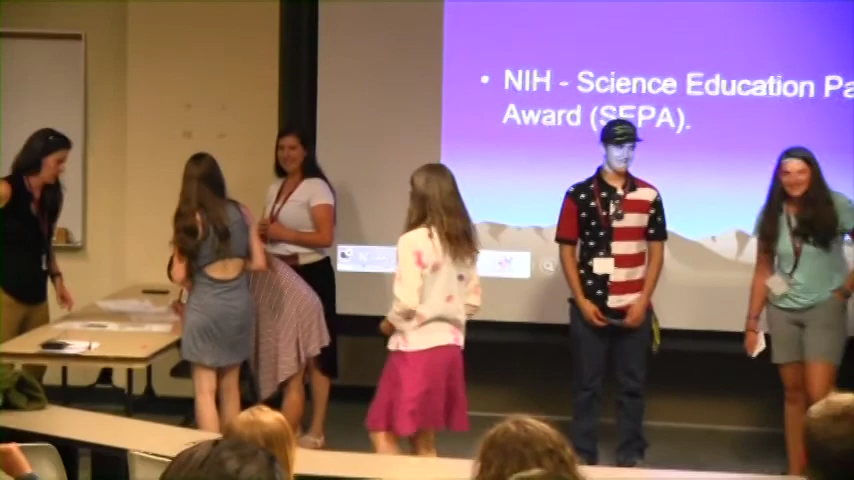 • NIH - Science Education Pa
Award (SEPA).